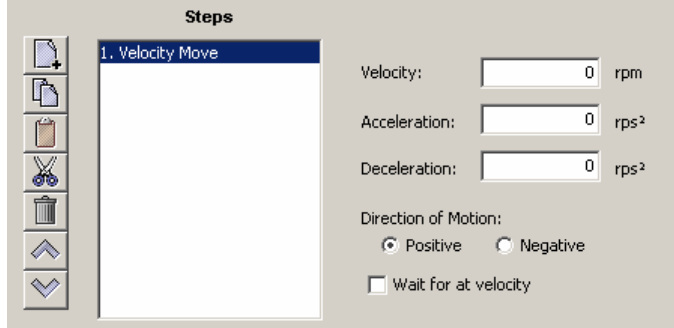 Steps
1. Velocity Move
Velocity: 0 rpm
Acceleration: 0 rps²
Deceleration: 0 rps²
Direction of Motion:
Positive Negative
Wait for at velocity